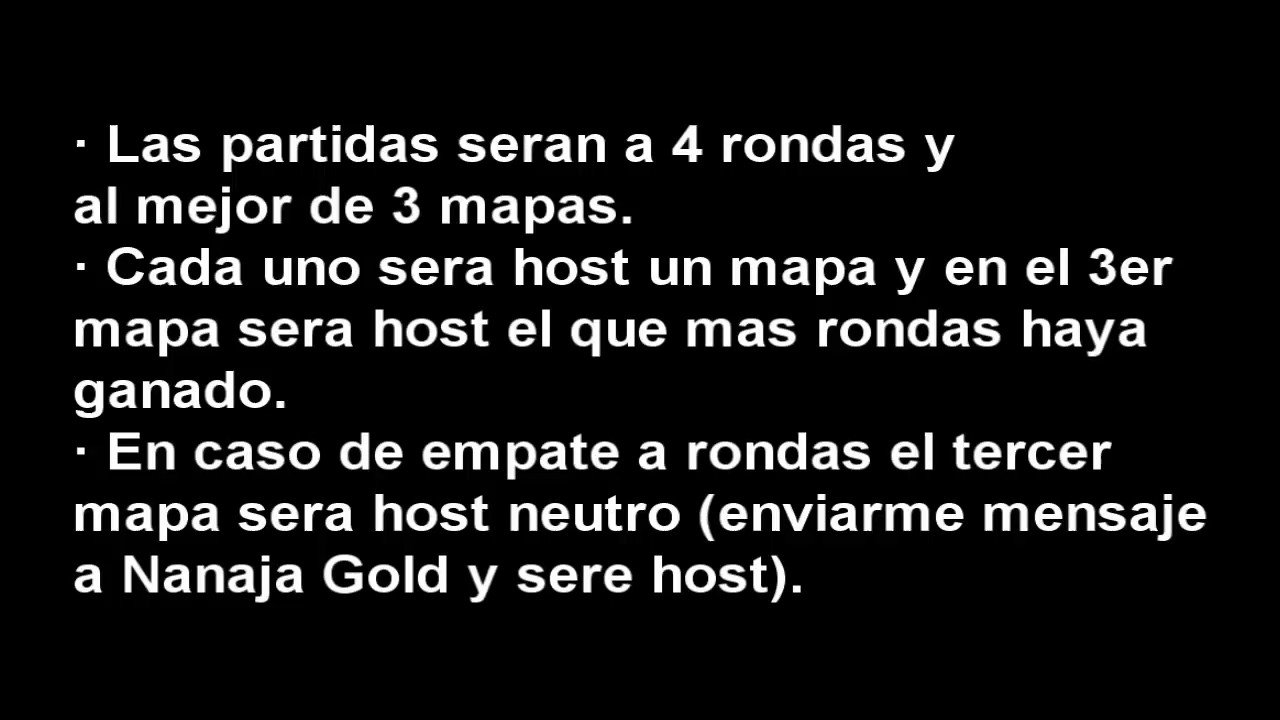 · Las partidas seran a 4 rondas y
al mejor de 3 mapas.
· Cada uno sera host un mapa y en el 3er
mapa sera host el que mas rondas haya
ganado.
· En caso de empate a rondas el tercer
mapa sera host neutro (enviarme mensaje
a Nanaja Gold y sere host).